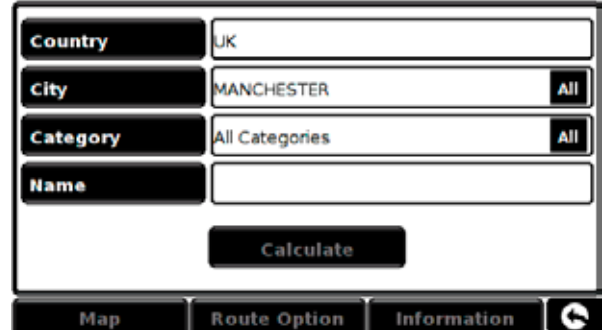 Country UK
City MANCHESTER All
Category All Categories All
Name
Calculate
Map Route Option Information